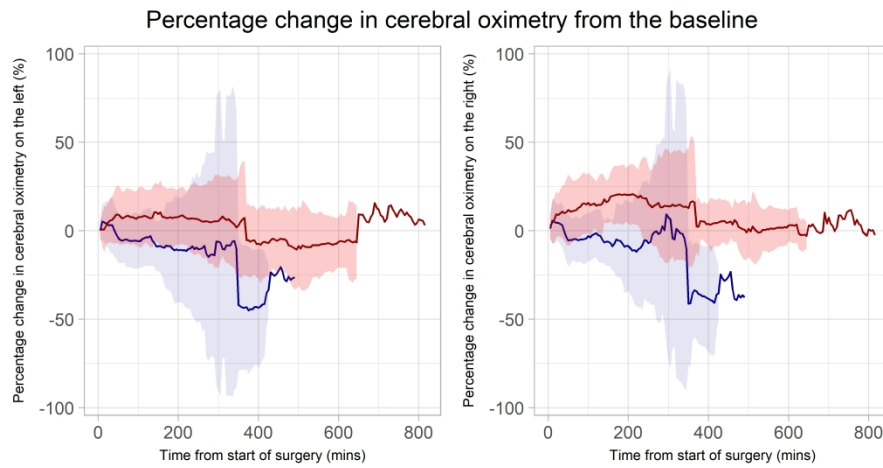 Percentage change in cerebral oximetry from the baseline
Percentage change in cerebral oximetry on the left (%)
100
50
0
-50
-100
0 200 400 600 800
Time from start of surgery (mins)
Percentage change in cerebral oximetry on the right (%)
100
50
0
-50
-100
0 200 400 600 800
Time from start of surgery (mins)